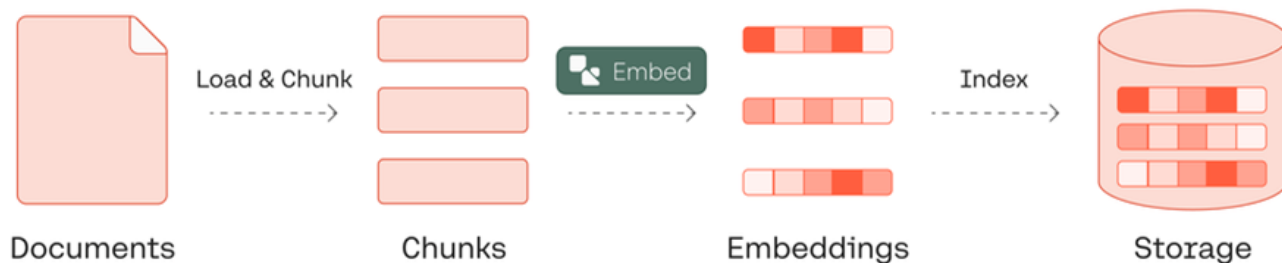 Load & Chunk
Embed
Index
Documents
Chunks
Embeddings
Storage